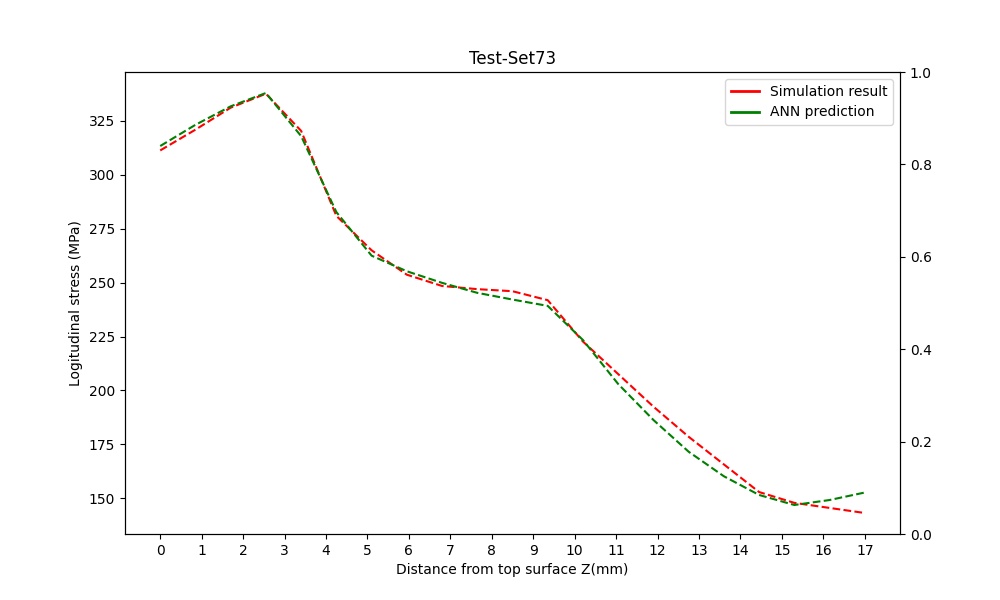 Test-Set73
Simulation result
ANN prediction
325
300
275
250
225
200
175
150
Logitudinal stress (MPa)
1.0
0.8
0.6
0.4
0.2
0.0
0 1 2 3 4 5 6 7 8 9 10 11 12 13 14 15 16 17
Distance from top surface Z(mm)